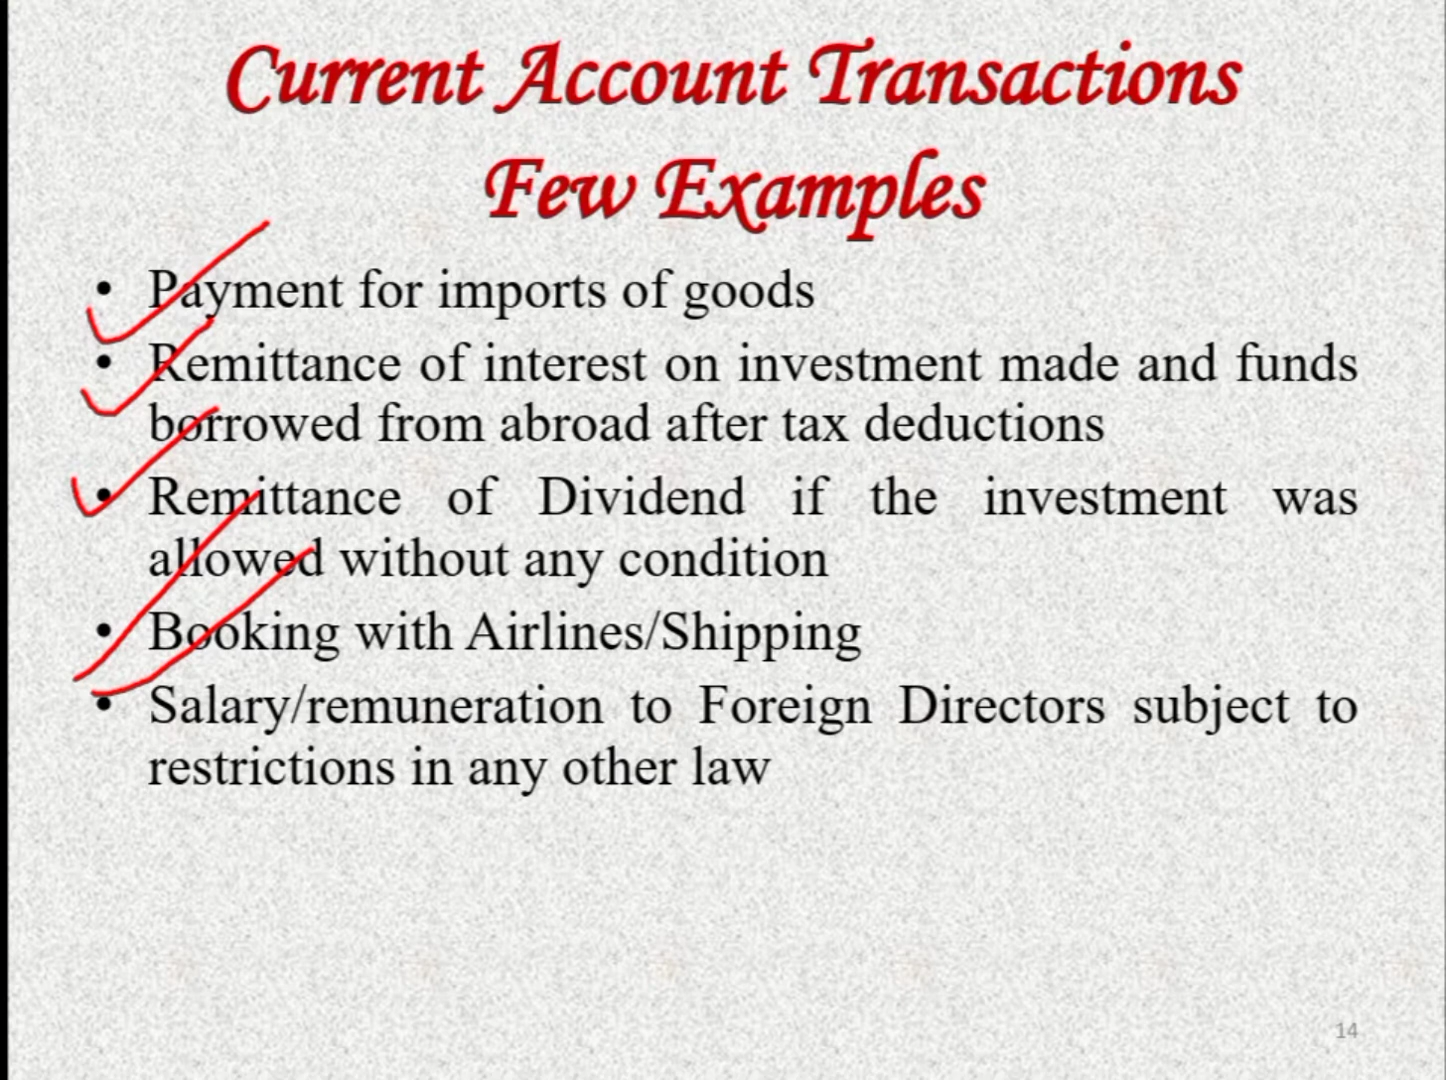 Current Account Transactions
Few Examples
• Payment for imports of goods
• Remittance of interest on investment made and funds
borrowed from abroad after tax deductions
• Remittance of Dividend if the investment was
allowed without any condition
• Booking with Airlines/Shipping
• Salary/remuneration to Foreign Directors subject to
restrictions in any other law
14